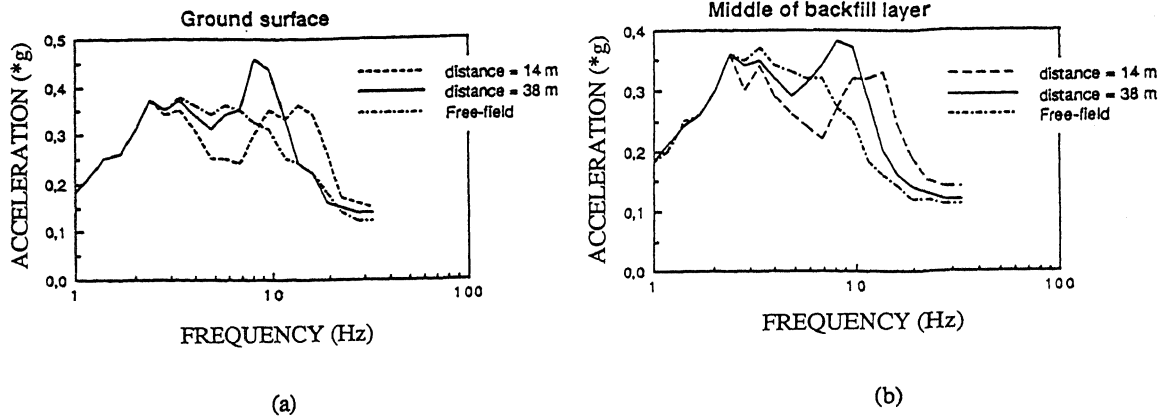 Ground surface
ACCELERATION (*g)
0,5
0,4
0,3
0,2
0,1
0,0
1
10
100
distance = 14 m
distance = 38 m
Free-field
FREQUENCY (Hz)
(a)
Middle of backfill layer
ACCELERATION (*g)
0,4
0,3
0,2
0,1
0,0
1
10
100
distance = 14 m
distance = 38 m
Free-field
FREQUENCY (Hz)
(b)